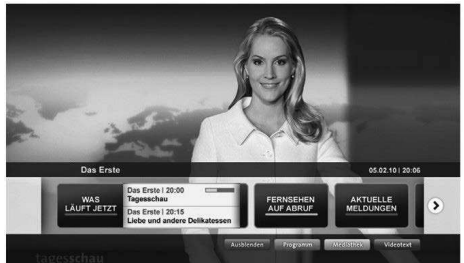 Das Erste
05.02.10 | 20:06
WAS
LÄUFT JETZT
Das Erste | 20:00
Tagesschau
Das Erste | 20:15
Liebe und andere Delikatessen
FERNSEHEN
AUF ABRUF
AKTUELLE
MELDUNGEN
Ausblenden
Programm
Mediathek
Videotext
tagesschau